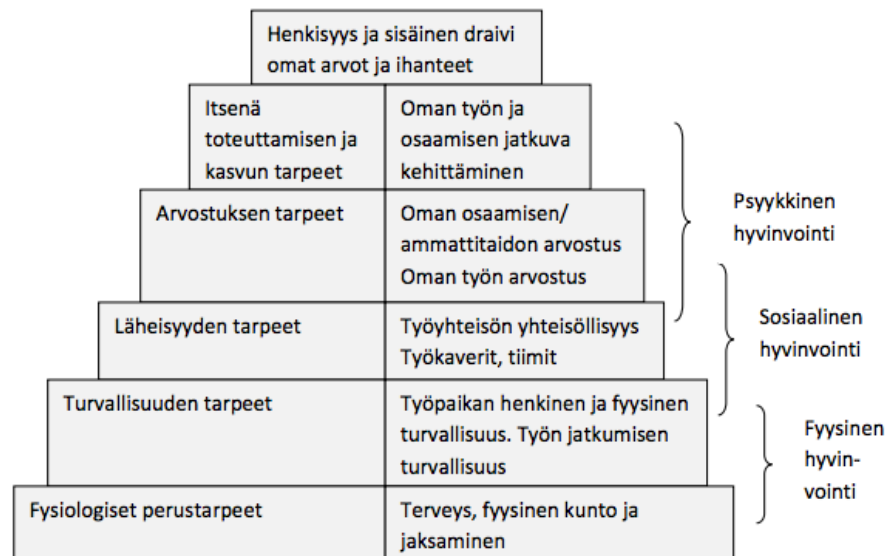 Henkisyys ja sisäinen draivi
omat arvot ja ihanteet
Itsenä
toteuttamisen ja
kasvun tarpeet
Oman työn ja
osaamisen jatkuva
kehittäminen
Arvostuksen tarpeet
Oman osaamisen/
ammattitaidon arvostus
Oman työn arvostus
Psyykkinen
hyvinvointi
Läheisyyden tarpeet
Työyhteisön yhteisöllisyys
Työkaverit, tiimit
Sosiaalinen
hyvinvointi
Turvallisuuden tarpeet
Työpaikan henkinen ja fyysinen
turvallisuus. Työn jatkumisen
turvallisuus
Fyysinen
hyvin-
vointi
Fysiologiset perustarpeet
Terveys, fyysinen kunto ja
jaksaminen